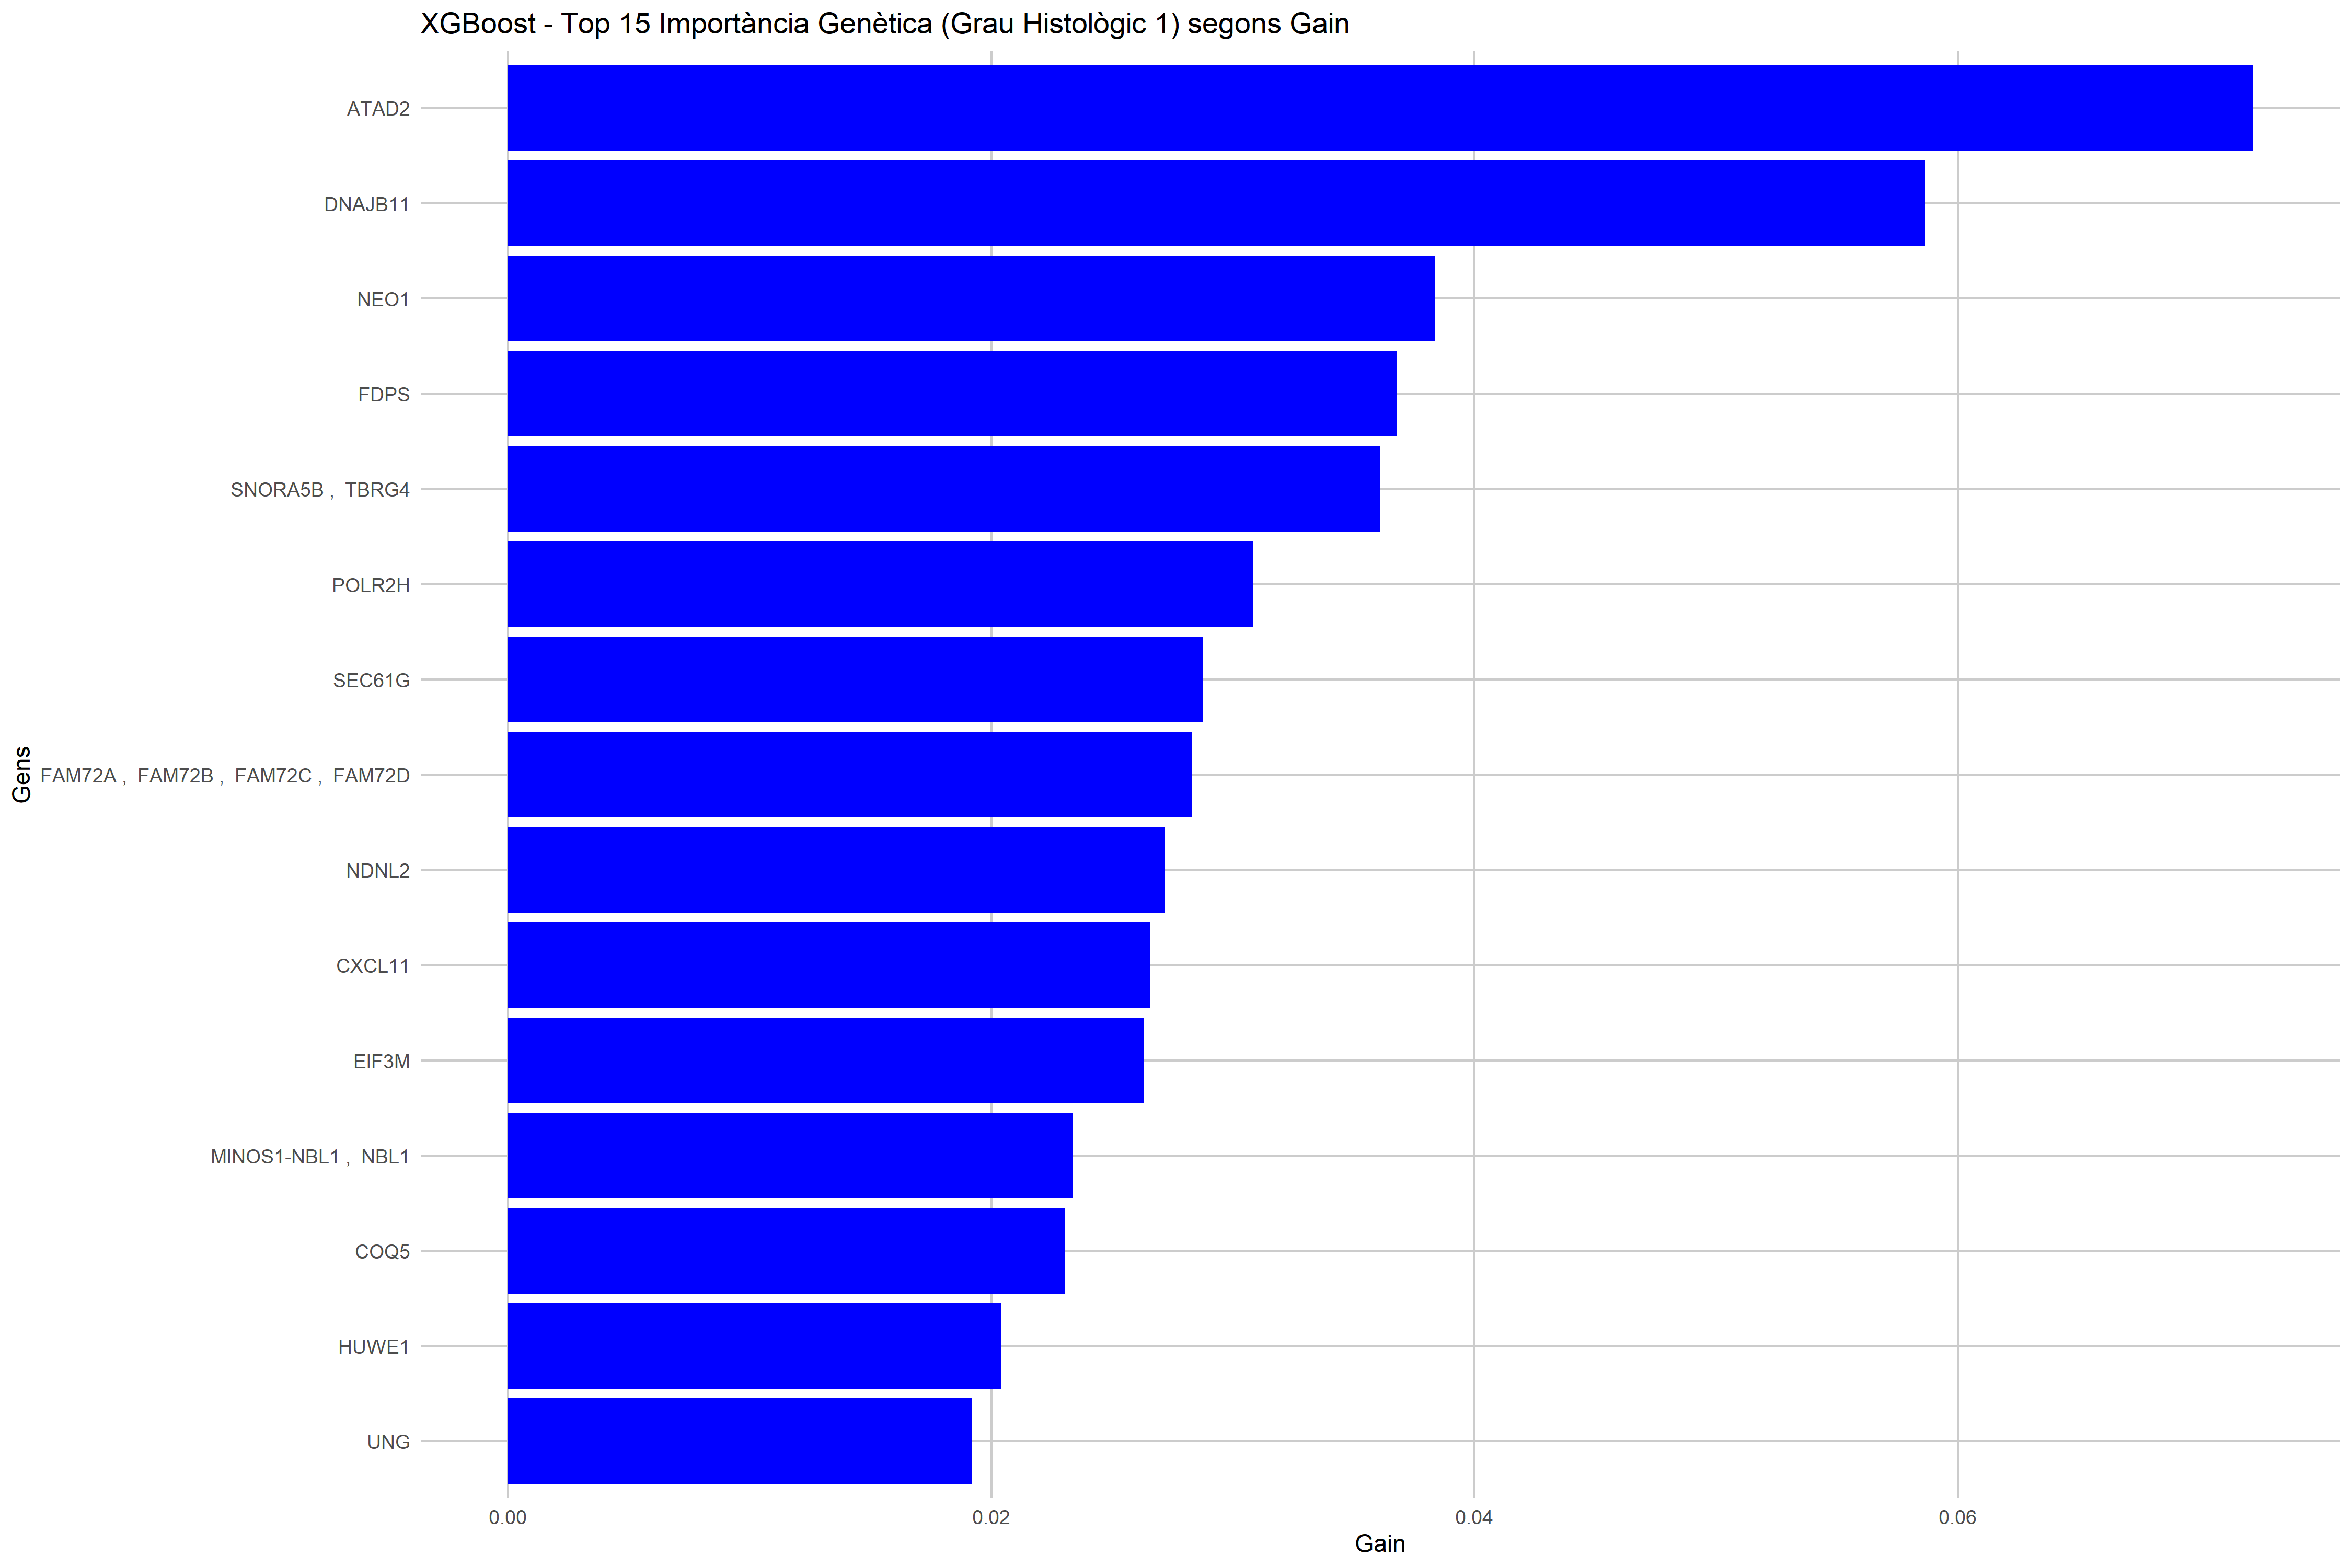 XGBoost - Top 15 Importància Genètica (Grau Histològic 1) segons Gain
ATAD2
DNAJB11
NEO1
FDPS
SNORA5B ,  TBRG4
POLR2H
SEC61G
FAM72A ,  FAM72B ,  FAM72C ,  FAM72D
NDNL2
CXCL11
EIF3M
MINOS1-NBL1 ,  NBL1
COQ5
HUWE1
UNG
Gens
0.00 0.02 0.04 0.06
Gain